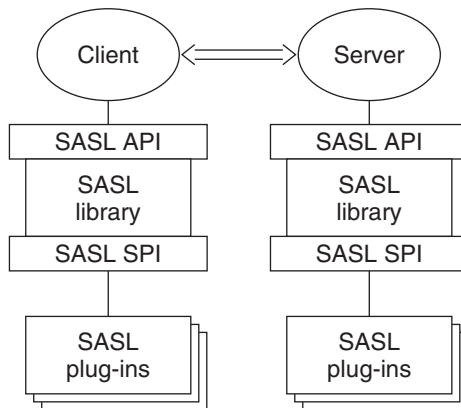 Client
Server
SASL API
SASL API
SASL
library
SASL
library
SASL SPI
SASL SPI
SASL
plug-ins
SASL
plug-ins